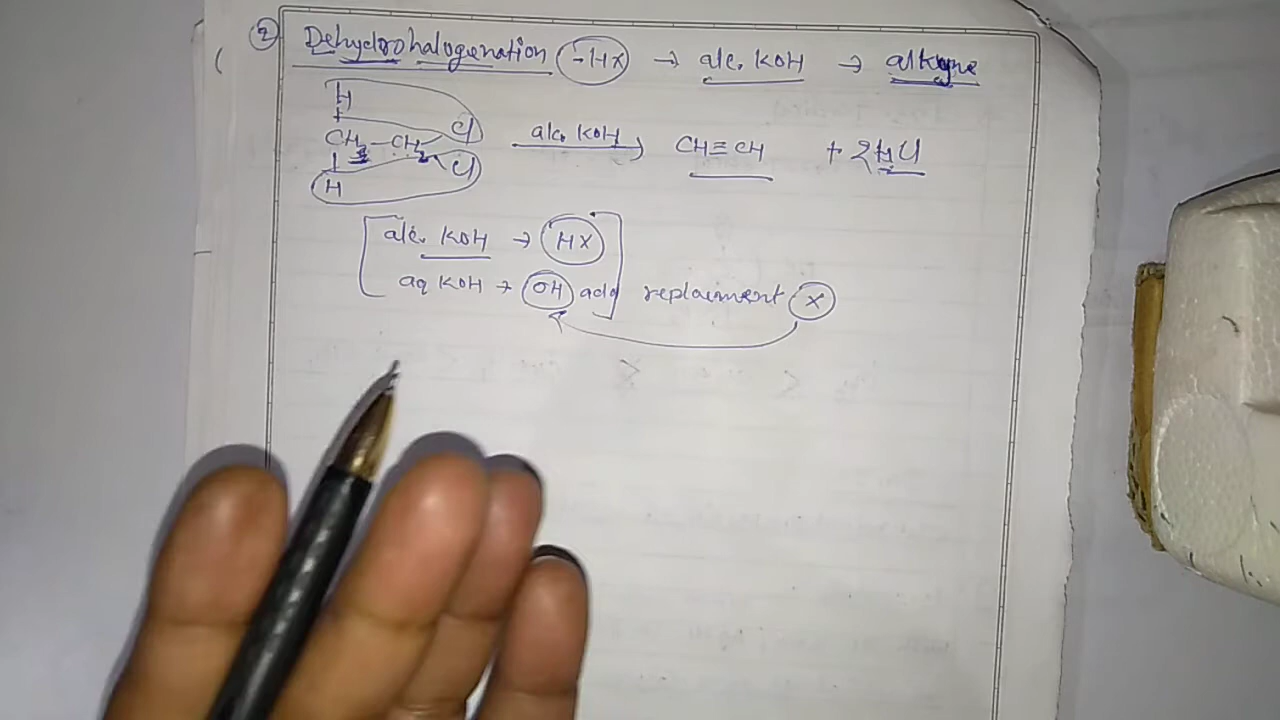 ② Dehydrohalogenation -HX → alc. KOH → alkyne
H
CH2-CH2 Cl alc. KOH → CH≡CH + 2HCl
H Cl
alc. KOH → HX
aq KOH → OH add replaiment X